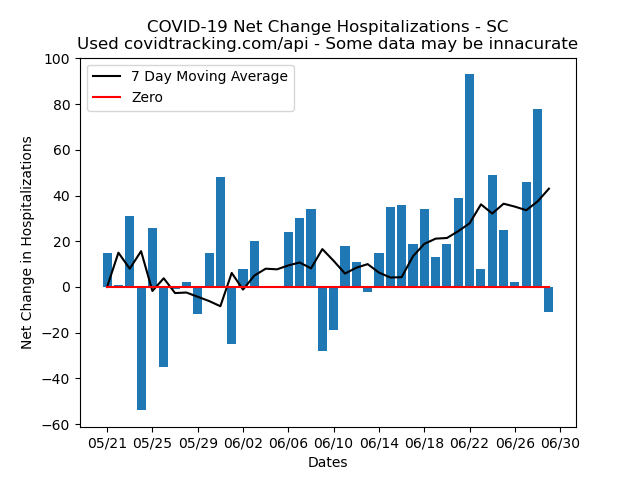 COVID-19 Net Change Hospitalizations - SC
Used covidtracking.com/api - Some data may be innacurate
7 Day Moving Average
Zero
Net Change in Hospitalizations
100
80
60
40
20
0
−20
−40
−60
05/21 05/25 05/29 06/02 06/06 06/10 06/14 06/18 06/22 06/26 06/30
Dates